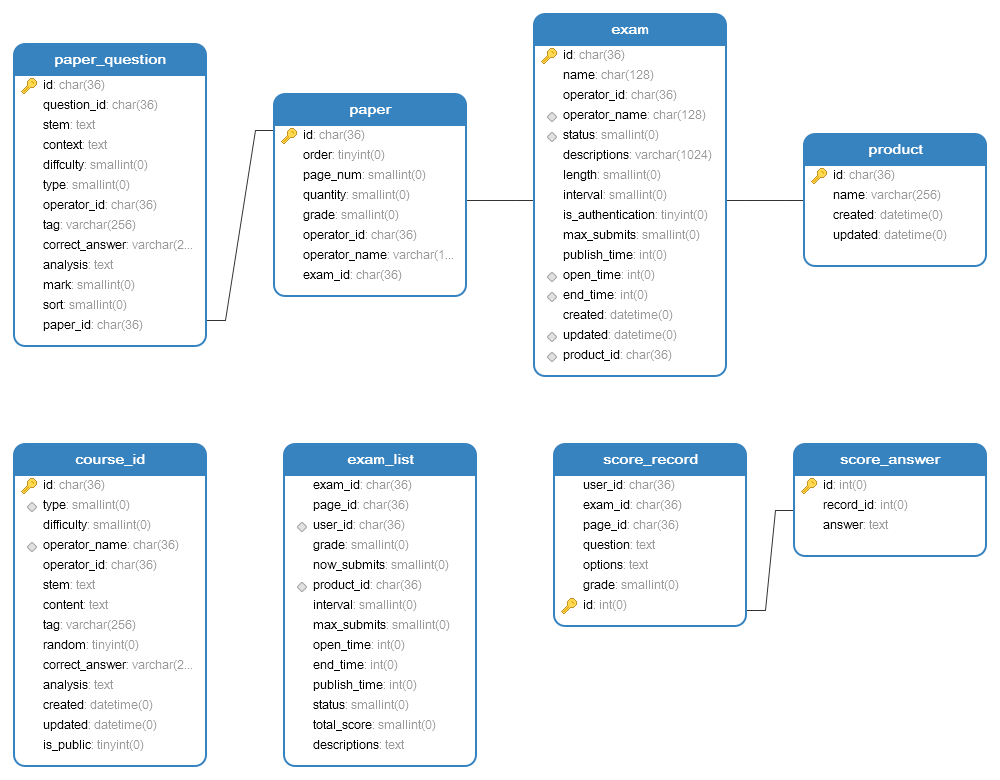 paper_question
id: char(36)
question_id: char(36)
stem: text
context: text
diffculty: smallint(0)
type: smallint(0)
operator_id: char(36)
tag: varchar(256)
correct_answer: varchar(2...
analysis: text
mark: smallint(0)
sort: smallint(0)
paper_id: char(36)
paper
id: char(36)
order: tinyint(0)
page_num: smallint(0)
quantity: smallint(0)
grade: smallint(0)
operator_id: char(36)
operator_name: varchar(1...
exam_id: char(36)
exam
id: char(36)
name: char(128)
operator_id: char(36)
operator_name: char(128)
status: smallint(0)
descriptions: varchar(1024)
length: smallint(0)
interval: smallint(0)
is_authentication: tinyint(0)
max_submits: smallint(0)
publish_time: int(0)
open_time: int(0)
end_time: int(0)
created: datetime(0)
updated: datetime(0)
product_id: char(36)
product
id: char(36)
name: varchar(256)
created: datetime(0)
updated: datetime(0)
course_id
id: char(36)
type: smallint(0)
difficulty: smallint(0)
operator_name: char(36)
operator_id: char(36)
stem: text
content: text
tag: varchar(256)
random: tinyint(0)
correct_answer: varchar(2...
analysis: text
created: datetime(0)
updated: datetime(0)
is_public: tinyint(0)
exam_list
exam_id: char(36)
page_id: char(36)
user_id: char(36)
grade: smallint(0)
now_submits: smallint(0)
product_id: char(36)
interval: smallint(0)
max_submits: smallint(0)
open_time: int(0)
end_time: int(0)
publish_time: int(0)
status: smallint(0)
total_score: smallint(0)
descriptions: text
score_record
user_id: char(36)
exam_id: char(36)
page_id: char(36)
question: text
options: text
grade: smallint(0)
id: int(0)
score_answer
id: int(0)
record_id: int(0)
answer: text